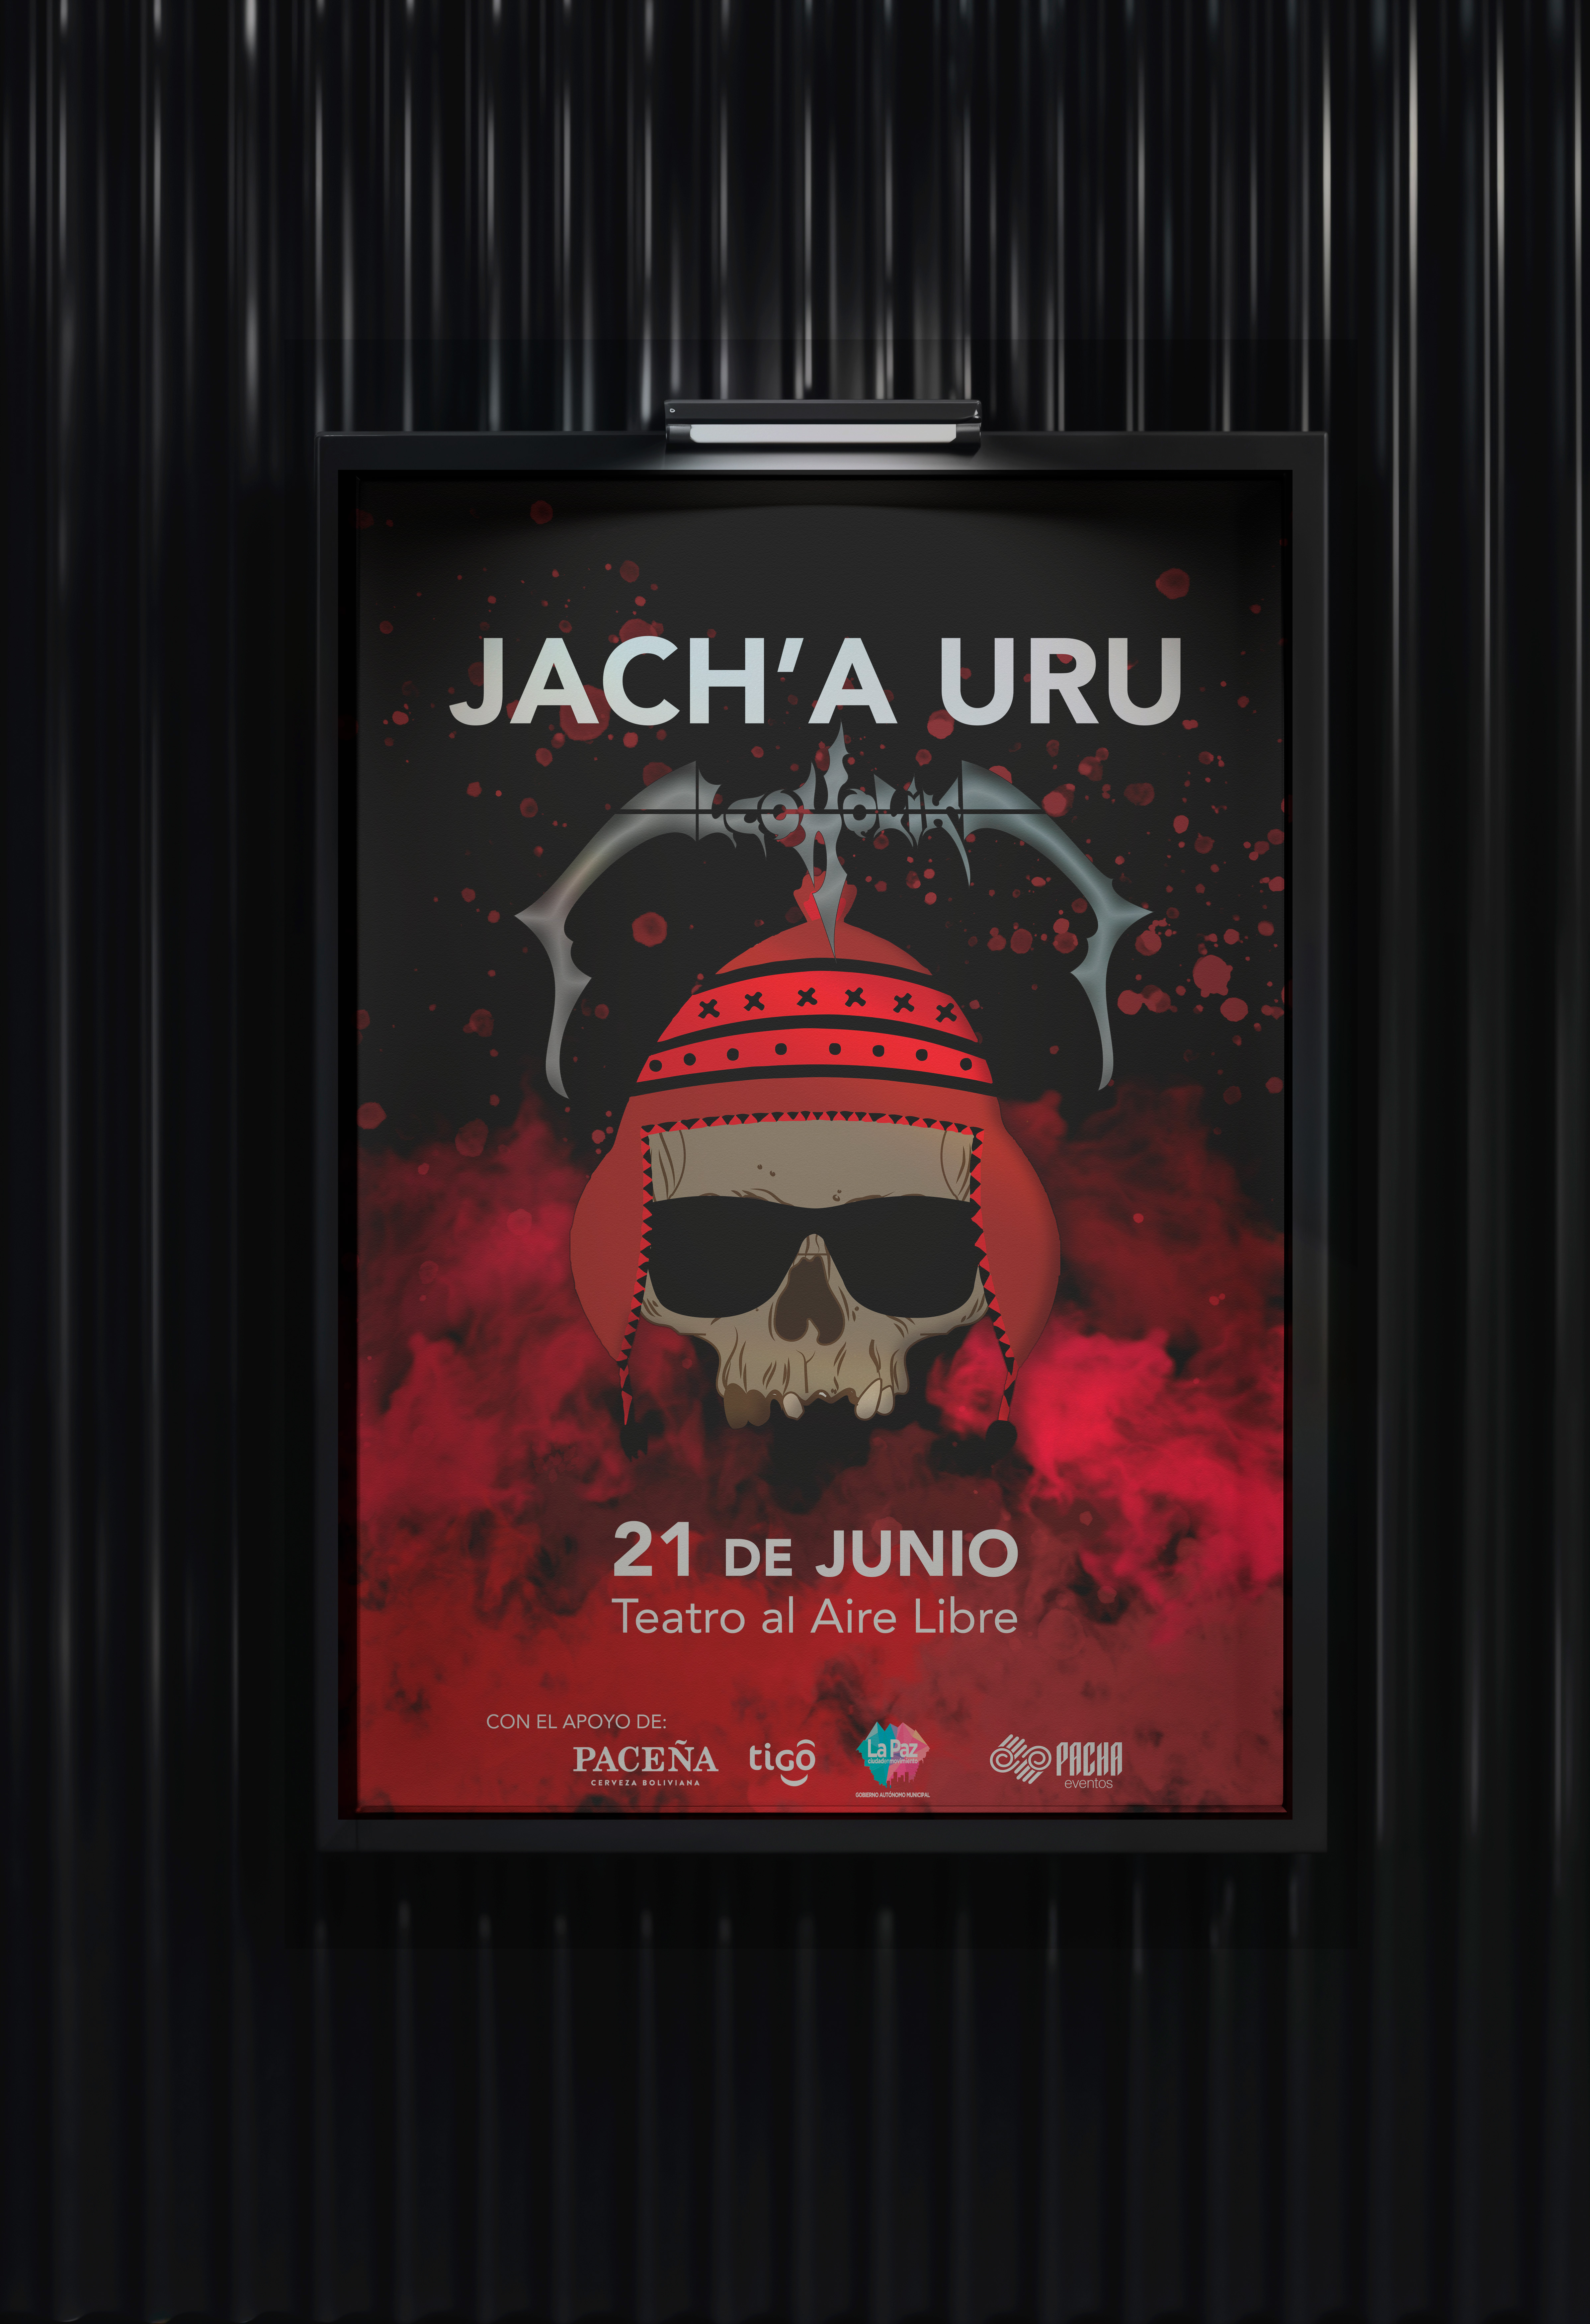 JACH'A URU
21 DE JUNIO
Teatro al Aire Libre
CON EL APOYO DE:
PACEÑA
CERVEZA BOLIVIANA
tigo
La Paz
GOBIERNO AUTÓNOMO MUNICIPAL
PACHA
eventos